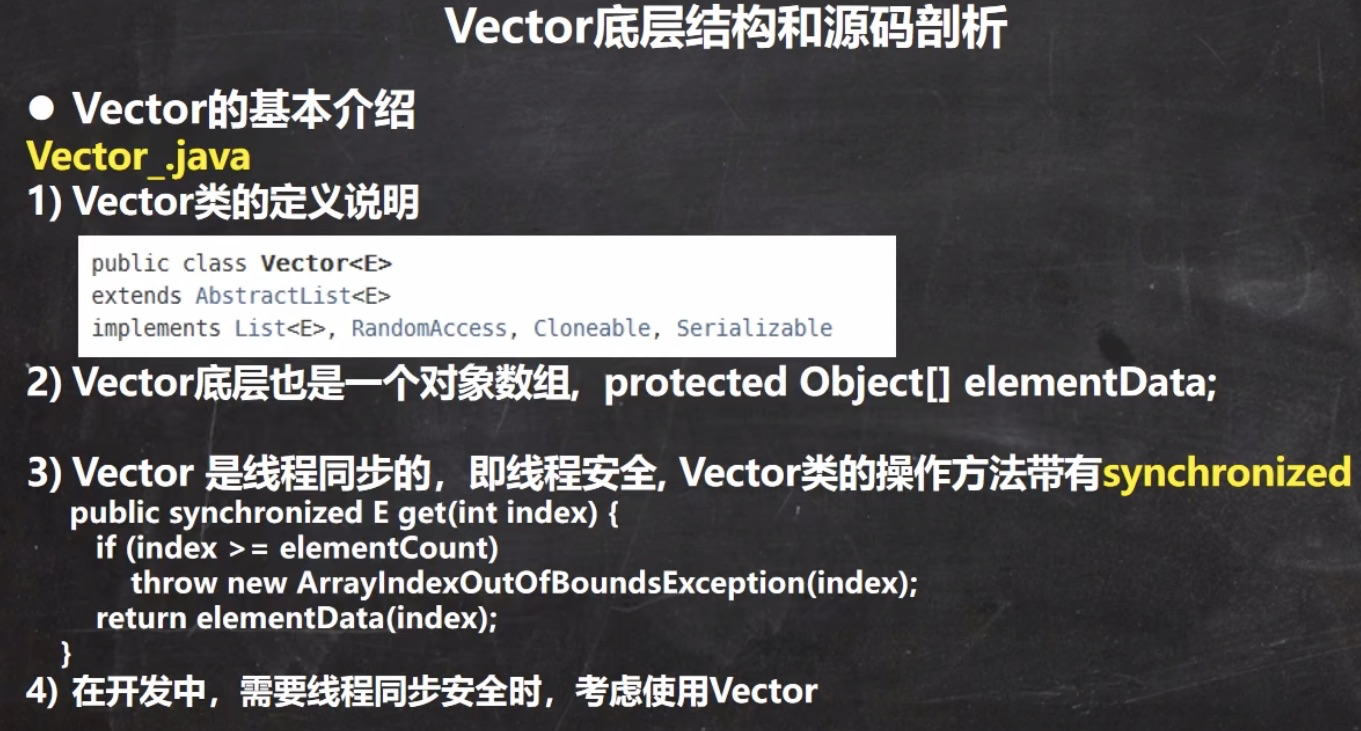 Vector底层结构和源码剖析
● Vector的基本介绍
Vector_.java
1) Vector类的定义说明
public class Vector<E>
extends AbstractList<E>
implements List<E>, RandomAccess, Cloneable, Serializable
2) Vector底层也是一个对象数组, protected Object[] elementData;
3) Vector 是线程同步的，即线程安全, Vector类的操作方法带有synchronized
public synchronized E get(int index) {
if (index >= elementCount)
throw new ArrayIndexOutOfBoundsException(index);
return elementData(index);
}
4) 在开发中，需要线程同步安全时，考虑使用Vector